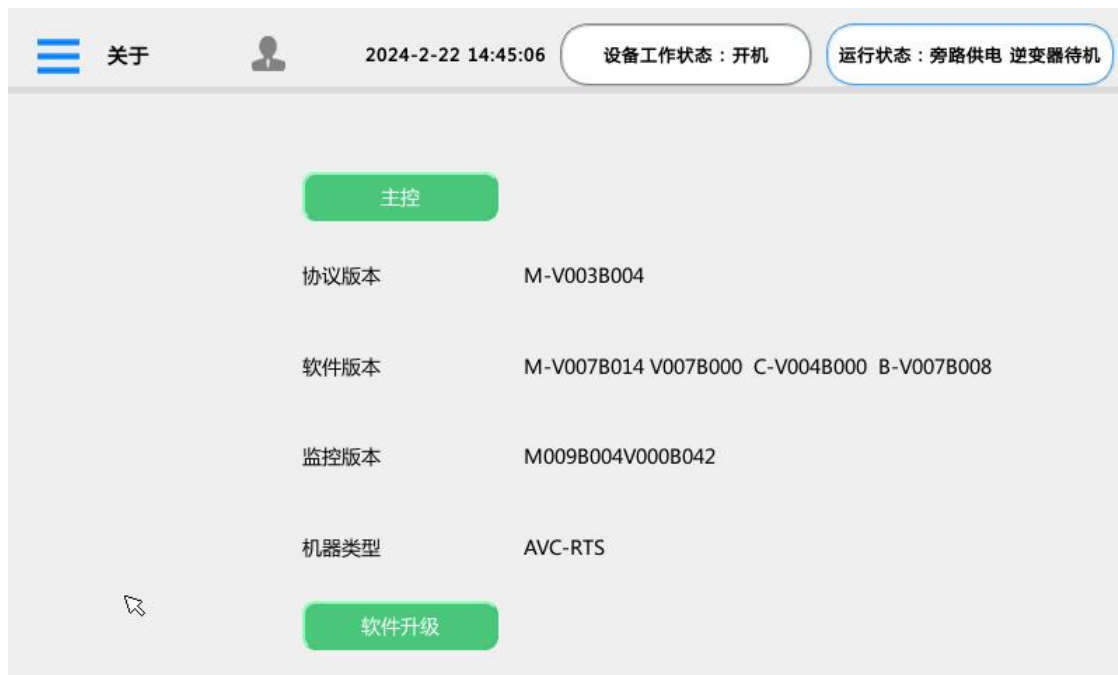 关于 2024-2-22 14:45:06 设备工作状态：开机 运行状态：旁路供电 逆变器待机
主控
协议版本 M-V003B004
软件版本 M-V007B014 V007B000 C-V004B000 B-V007B008
监控版本 M009B004V000B042
机器类型 AVC-RTS
软件升级